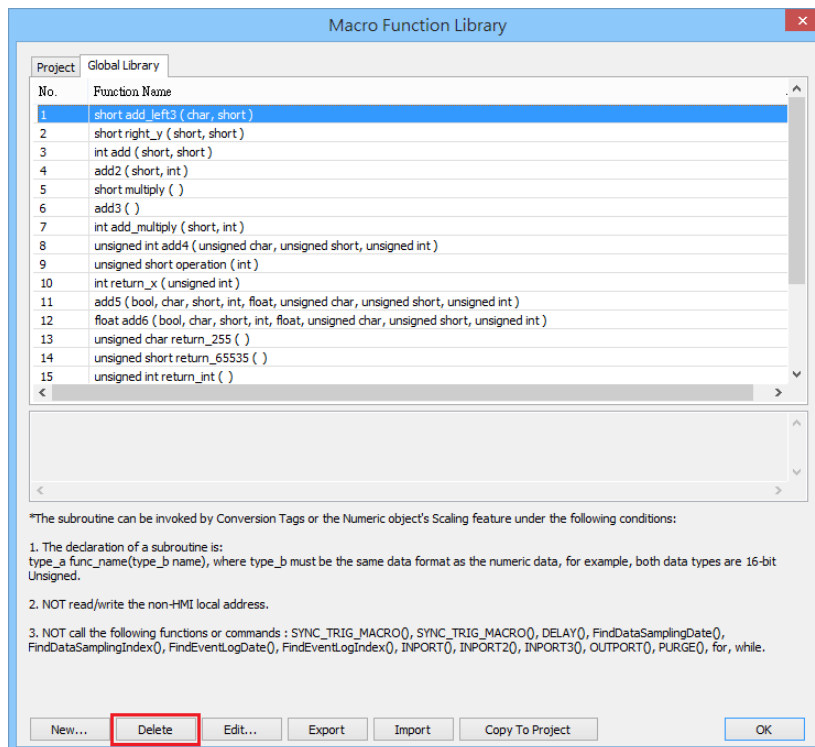 Macro Function Library
Project Global Library
No. Function Name
1 short add_left3 ( char, short )
2 short right_y ( short, short )
3 int add ( short, short )
4 add2 ( short, int )
5 short multiply ( )
6 add3 ( )
7 int add_multiply ( short, int )
8 unsigned int add4 ( unsigned char, unsigned short, unsigned int )
9 unsigned short operation ( int )
10 int return_x ( unsigned int )
11 add5 ( bool, char, short, int, float, unsigned char, unsigned short, unsigned int )
12 float add6 ( bool, char, short, int, float, unsigned char, unsigned short, unsigned int )
13 unsigned char return_255 ( )
14 unsigned short return_65535 ( )
15 unsigned int return_int ( )
*The subroutine can be invoked by Conversion Tags or the Numeric object's Scaling feature under the following conditions:
1. The declaration of a subroutine is:
type_a func_name(type_b name), where type_b must be the same data format as the numeric data, for example, both data types are 16-bit
Unsigned.
2. NOT read/write the non-HMI local address.
3. NOT call the following functions or commands : SYNC_TRIG_MACRO(), SYNC_TRIG_MACRO(), DELAY(), FindDataSamplingDate(),
FindDataSamplingIndex(), FindEventLogDate(), FindEventLogIndex(), INPORT(), INPORT2(), INPORT3(), OUTPORT(), PURGE(), for, while.
New... Delete Edit... Export Import Copy To Project OK